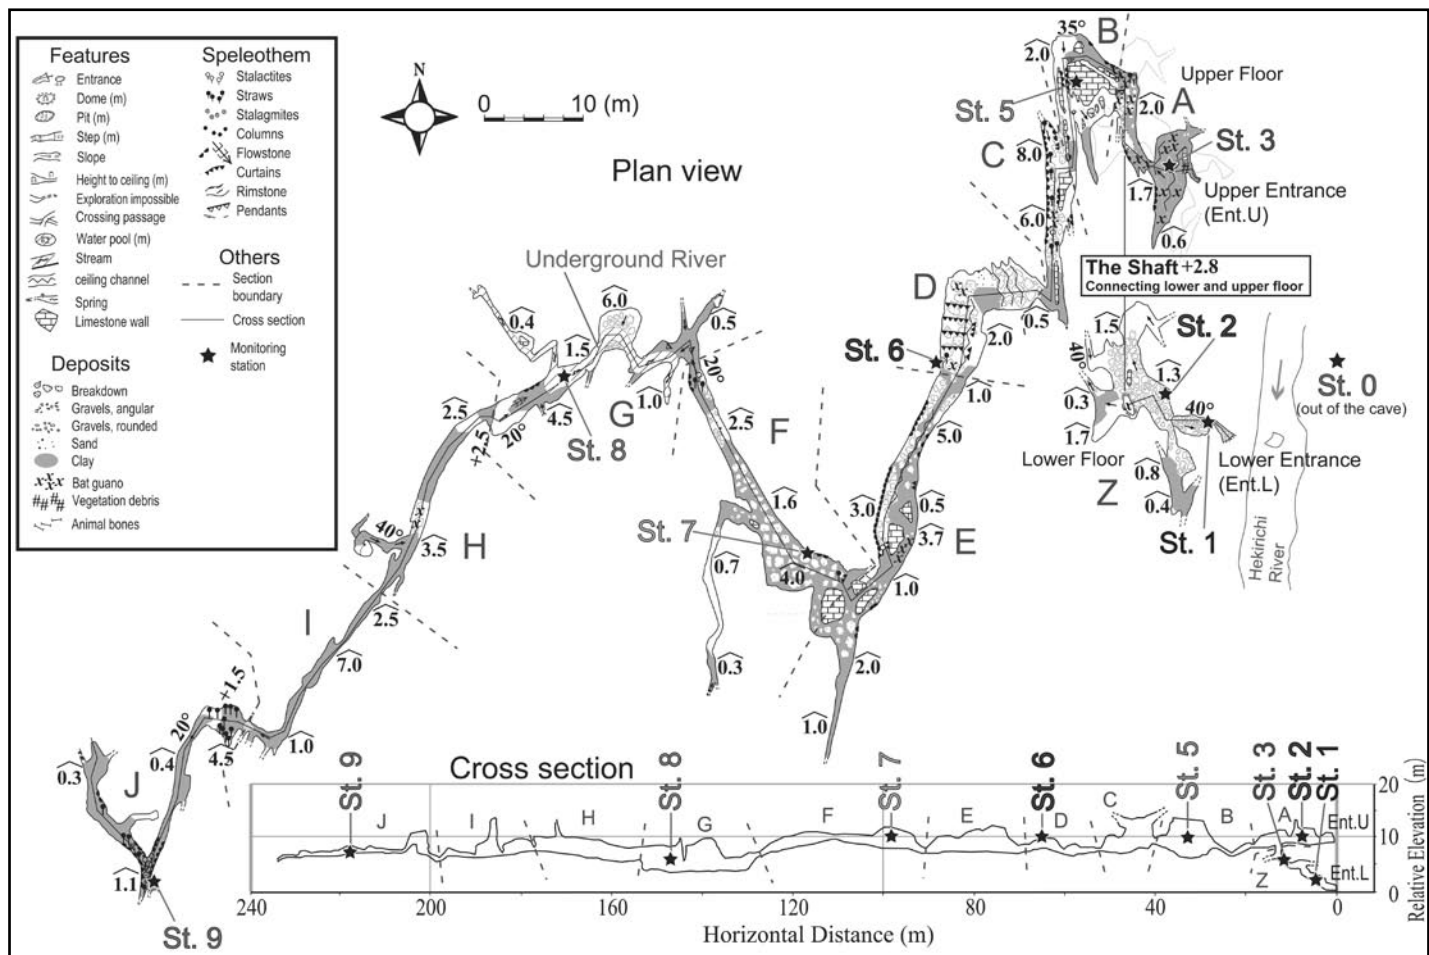 Features
Entrance
Dome (m)
Pit (m)
Step (m)
Slope
Height to ceiling (m)
Exploration impossible
Crossing passage
Water pool (m)
Stream
ceiling channel
Spring
Limestone wall
Deposits
Breakdown
Gravels, angular
Gravels, rounded
Sand
Clay
Bat guano
Vegetation debris
Animal bones
Speleothem
Stalactites
Straws
Stalagmites
Columns
Flowstone
Curtains
Rimstone
Pendants
Others
Section
boundary
Cross section
Monitoring
station
N
0 10 (m)
Plan view
35°
B
2.0
Upper Floor
St. 5
2.0
A
C
8.0
St. 3
1.7
Upper Entrance
(Ent.U)
6.0
0.6
The Shaft +2.8
Connecting lower and upper floor
Underground River
D
6.0
0.4
0.5
2.0
0.5
1.5
St. 2
1.5
St. 6
20°
40°
1.3
St. 0
(out of the cave)
0.3
40°
1.0
1.0
2.5
4.5
G
2.5
F
5.0
1.7
Lower Floor
Lower Entrance
(Ent.L)
+2.5
20°
St. 8
0.8
Z
0.4
1.6
3.0
0.5
St. 7
40°
H
3.5
3.7
E
St. 1
Hekirichi
River
0.7
4.0
1.0
2.5
I
7.0
0.3
2.0
+1.5
20°
1.0
1.0
4.5
0.3
J
0.4
1.1
St. 9
Cross section
St. 9
St. 8
St. 7
St. 6
St. 5
St. 3
St. 2
St. 1
J
I
H
G
F
E
D
C
B
A
Z
Ent.U
Ent.L
20
10
0
Relative Elevation (m)
240 200 160 120 80 40 0
Horizontal Distance (m)